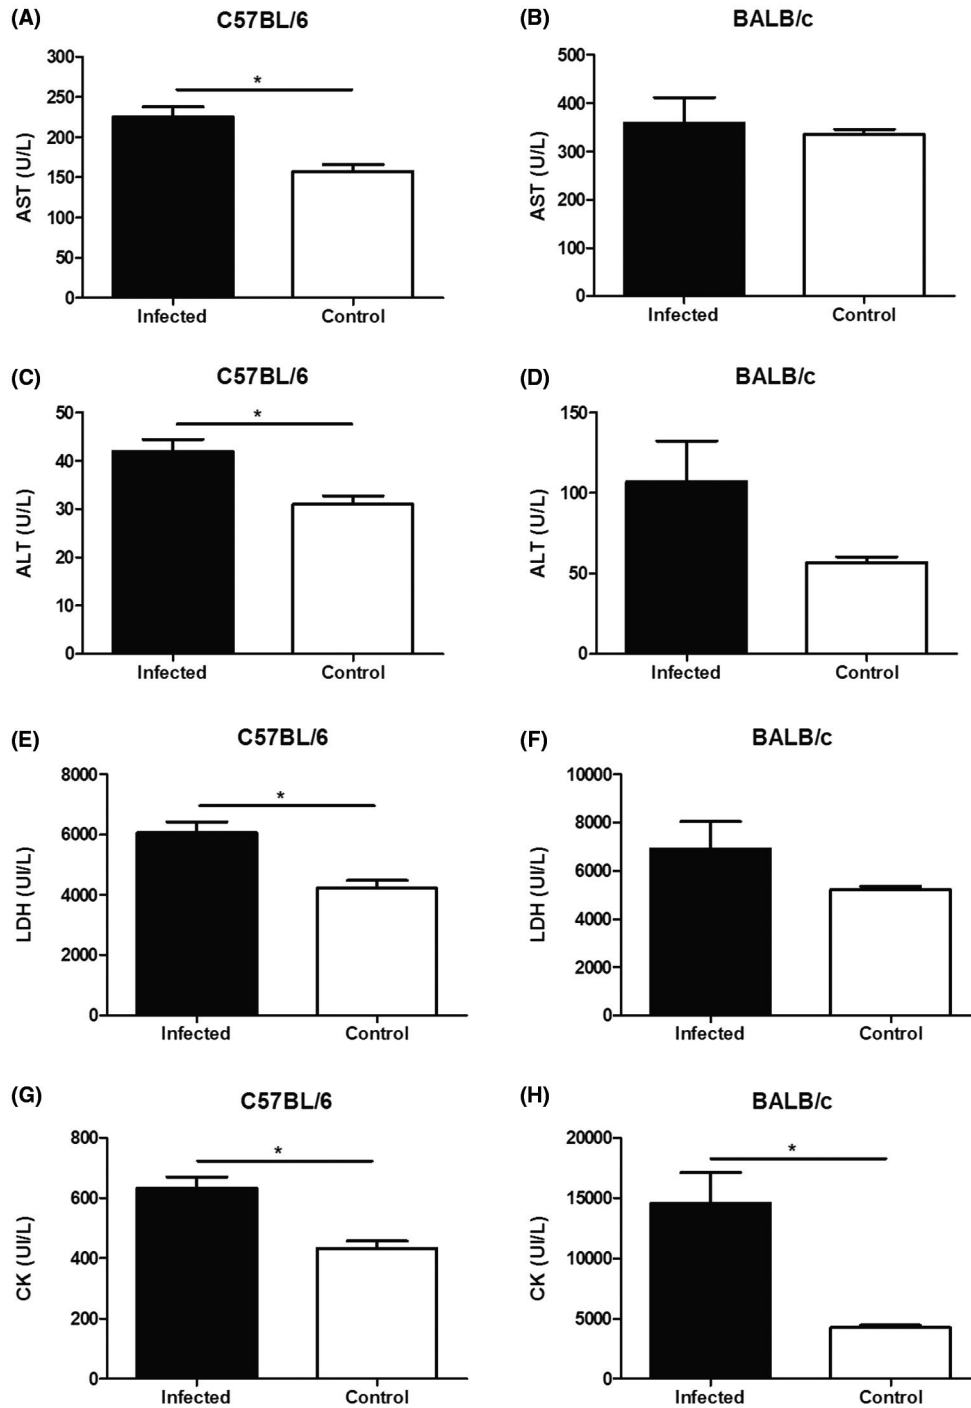 (A) C57BL/6
300
250
200
150
100
50
0
AST (U/L)
*
Infected Control
(B) BALB/c
500
400
300
200
100
0
AST (U/L)
Infected Control
(C) C57BL/6
50
40
30
20
10
0
ALT (U/L)
*
Infected Control
(D) BALB/c
150
100
50
0
ALT (U/L)
Infected Control
(E) C57BL/6
8000
6000
4000
2000
0
LDH (UI/L)
*
Infected Control
(F) BALB/c
10000
8000
6000
4000
2000
0
LDH (UI/L)
Infected Control
(G) C57BL/6
800
600
400
200
0
CK (UI/L)
*
Infected Control
(H) BALB/c
20000
15000
10000
5000
0
CK (UI/L)
*
Infected Control